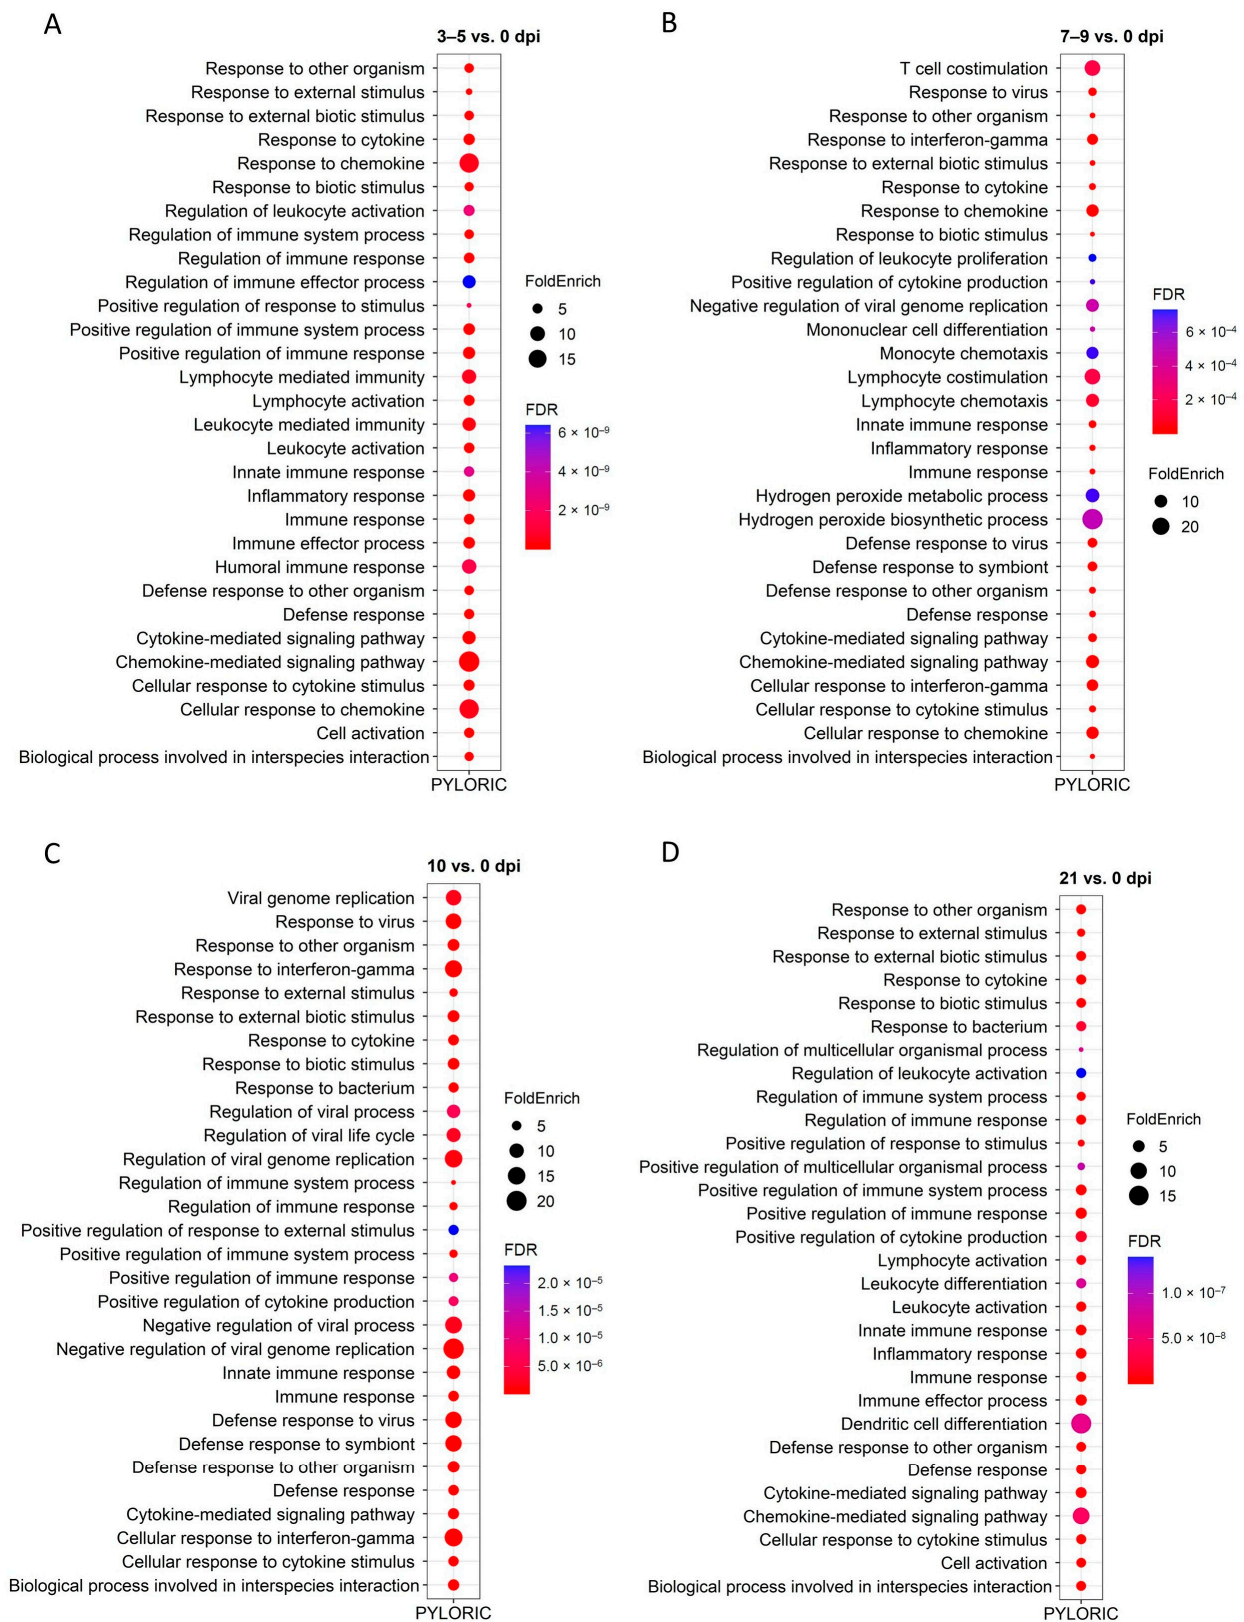 A
3–5 vs. 0 dpi
Response to other organism
Response to external stimulus
Response to external biotic stimulus
Response to cytokine
Response to chemokine
Response to biotic stimulus
Regulation of leukocyte activation
Regulation of immune system process
Regulation of immune response
Regulation of immune effector process
Positive regulation of response to stimulus
Positive regulation of immune system process
Positive regulation of immune response
Lymphocyte mediated immunity
Lymphocyte activation
Leukocyte mediated immunity
Leukocyte activation
Innate immune response
Inflammatory response
Immune response
Immune effector process
Humoral immune response
Defense response to other organism
Defense response
Cytokine-mediated signaling pathway
Chemokine-mediated signaling pathway
Cellular response to cytokine stimulus
Cellular response to chemokine
Cell activation
Biological process involved in interspecies interaction
PYLORIC
FoldEnrich
5
10
15
FDR
6 × 10⁻⁹
4 × 10⁻⁹
2 × 10⁻⁹
B
7–9 vs. 0 dpi
T cell costimulation
Response to virus
Response to other organism
Response to interferon-gamma
Response to external biotic stimulus
Response to cytokine
Response to chemokine
Response to biotic stimulus
Regulation of leukocyte proliferation
Positive regulation of cytokine production
Negative regulation of viral genome replication
Mononuclear cell differentiation
Monocyte chemotaxis
Lymphocyte costimulation
Lymphocyte chemotaxis
Innate immune response
Inflammatory response
Immune response
Hydrogen peroxide metabolic process
Hydrogen peroxide biosynthetic process
Defense response to virus
Defense response to symbiont
Defense response to other organism
Defense response
Cytokine-mediated signaling pathway
Chemokine-mediated signaling pathway
Cellular response to interferon-gamma
Cellular response to cytokine stimulus
Cellular response to chemokine
Biological process involved in interspecies interaction
PYLORIC
FDR
6 × 10⁻⁴
4 × 10⁻⁴
2 × 10⁻⁴
FoldEnrich
10
20
C
10 vs. 0 dpi
Viral genome replication
Response to virus
Response to other organism
Response to interferon-gamma
Response to external stimulus
Response to external biotic stimulus
Response to cytokine
Response to biotic stimulus
Response to bacterium
Regulation of viral process
Regulation of viral life cycle
Regulation of viral genome replication
Regulation of immune system process
Regulation of immune response
Positive regulation of response to external stimulus
Positive regulation of immune system process
Positive regulation of immune response
Positive regulation of cytokine production
Negative regulation of viral process
Negative regulation of viral genome replication
Innate immune response
Immune response
Defense response to virus
Defense response to symbiont
Defense response to other organism
Defense response
Cytokine-mediated signaling pathway
Cellular response to interferon-gamma
Cellular response to cytokine stimulus
Biological process involved in interspecies interaction
PYLORIC
FoldEnrich
5
10
15
20
FDR
2.0 × 10⁻⁵
1.5 × 10⁻⁵
1.0 × 10⁻⁵
5.0 × 10⁻⁶
D
21 vs. 0 dpi
Response to other organism
Response to external stimulus
Response to external biotic stimulus
Response to cytokine
Response to biotic stimulus
Response to bacterium
Regulation of multicellular organismal process
Regulation of leukocyte activation
Regulation of immune system process
Regulation of immune response
Positive regulation of response to stimulus
Positive regulation of multicellular organismal process
Positive regulation of immune system process
Positive regulation of immune response
Positive regulation of cytokine production
Lymphocyte activation
Leukocyte differentiation
Leukocyte activation
Innate immune response
Inflammatory response
Immune response
Immune effector process
Dendritic cell differentiation
Defense response to other organism
Defense response
Cytokine-mediated signaling pathway
Chemokine-mediated signaling pathway
Cellular response to cytokine stimulus
Cell activation
Biological process involved in interspecies interaction
PYLORIC
FoldEnrich
5
10
15
FDR
1.0 × 10⁻⁷
5.0 × 10⁻⁸